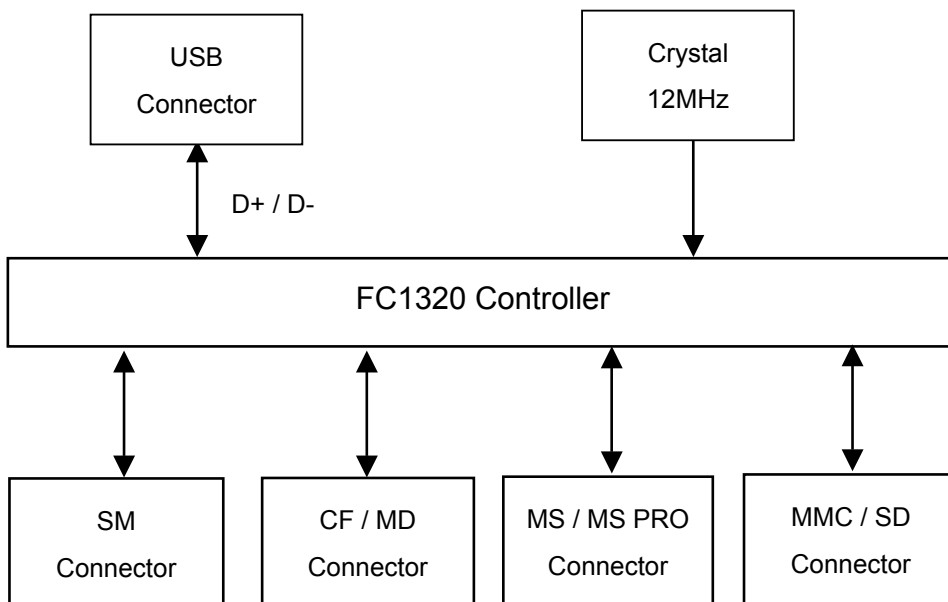 USB
Connector
Crystal
12MHz
D+ / D-
FC1320 Controller
SM
Connector
CF / MD
Connector
MS / MS PRO
Connector
MMC / SD
Connector